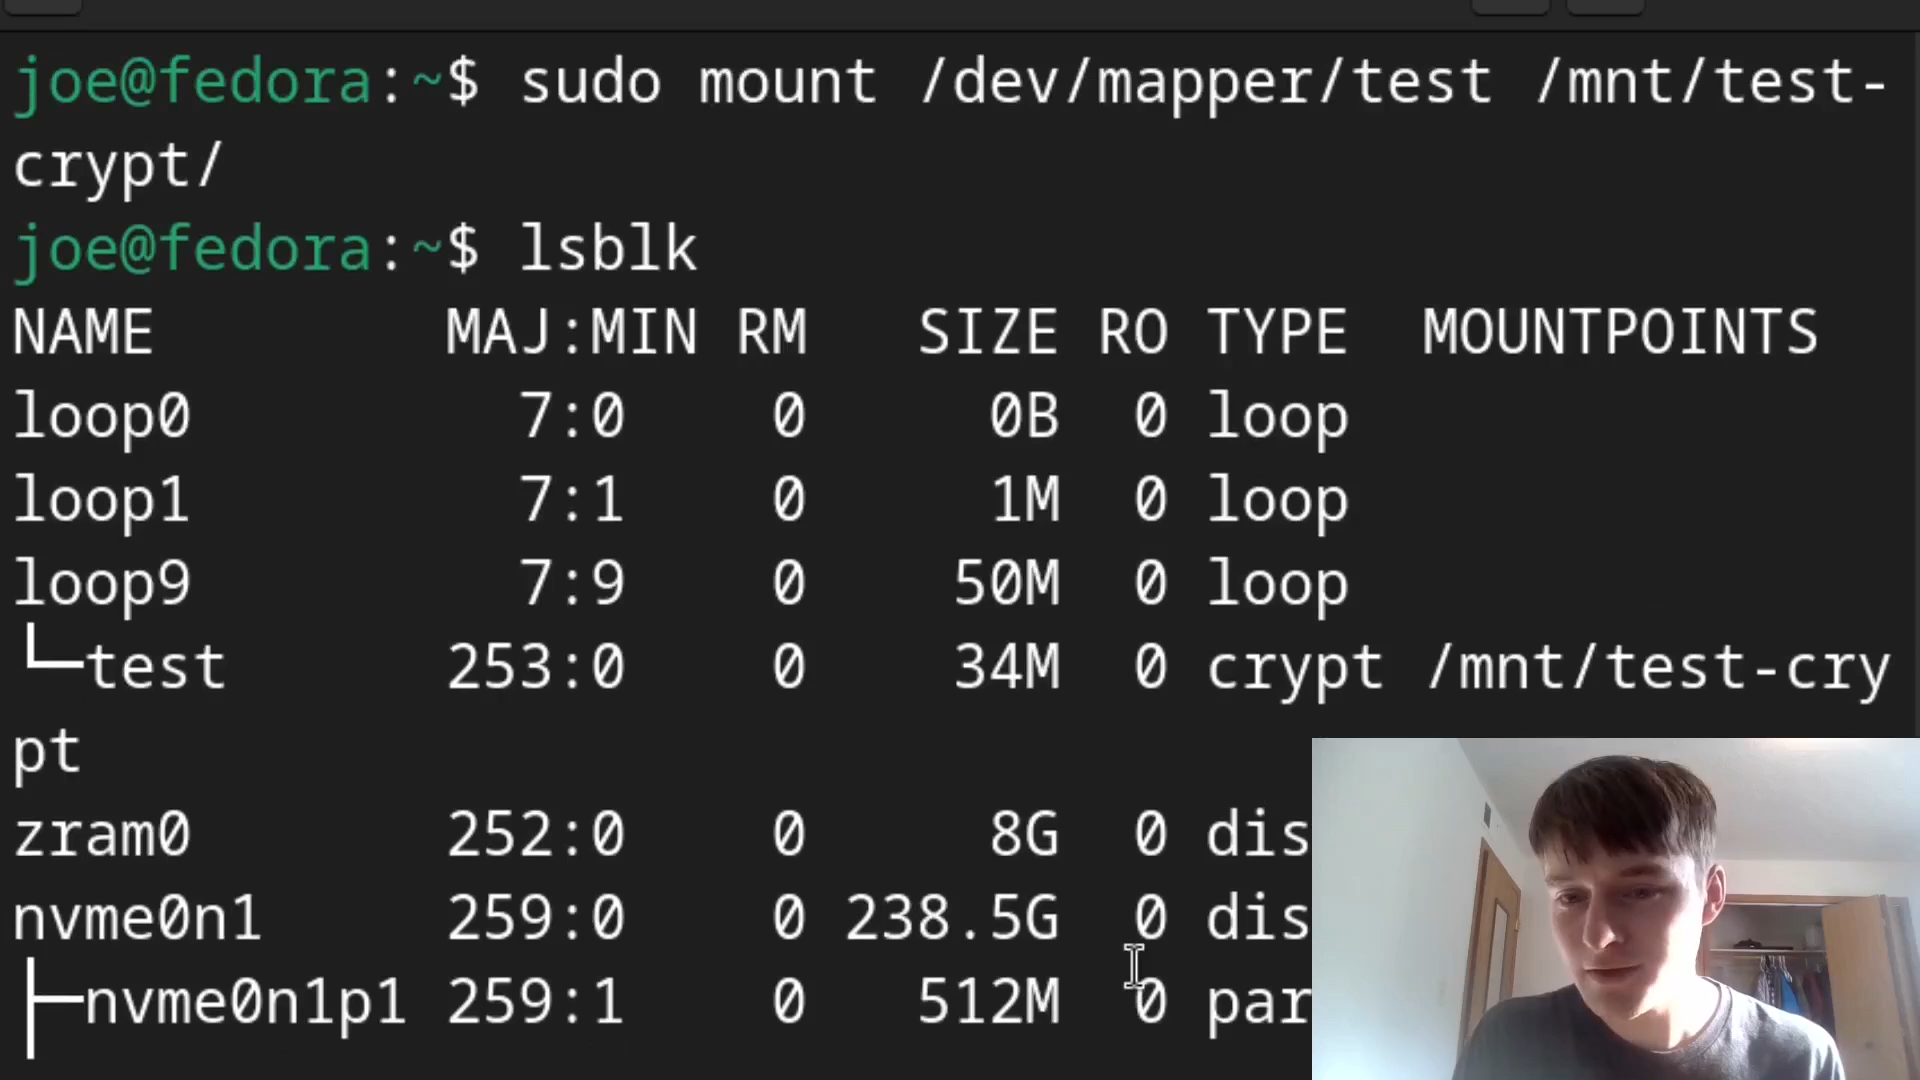 joe@fedora:~$ sudo mount /dev/mapper/test /mnt/test-
crypt/
joe@fedora:~$ lsblk
NAME MAJ:MIN RM SIZE RO TYPE MOUNTPOINTS
loop0 7:0 0 0B 0 loop
loop1 7:1 0 1M 0 loop
loop9 7:9 0 50M 0 loop
└─test 253:0 0 34M 0 crypt /mnt/test-cry
pt
zram0 252:0 0 8G 0 dis
nvme0n1 259:0 0 238.5G 0 dis
├─nvme0n1p1 259:1 0 512M 0 par